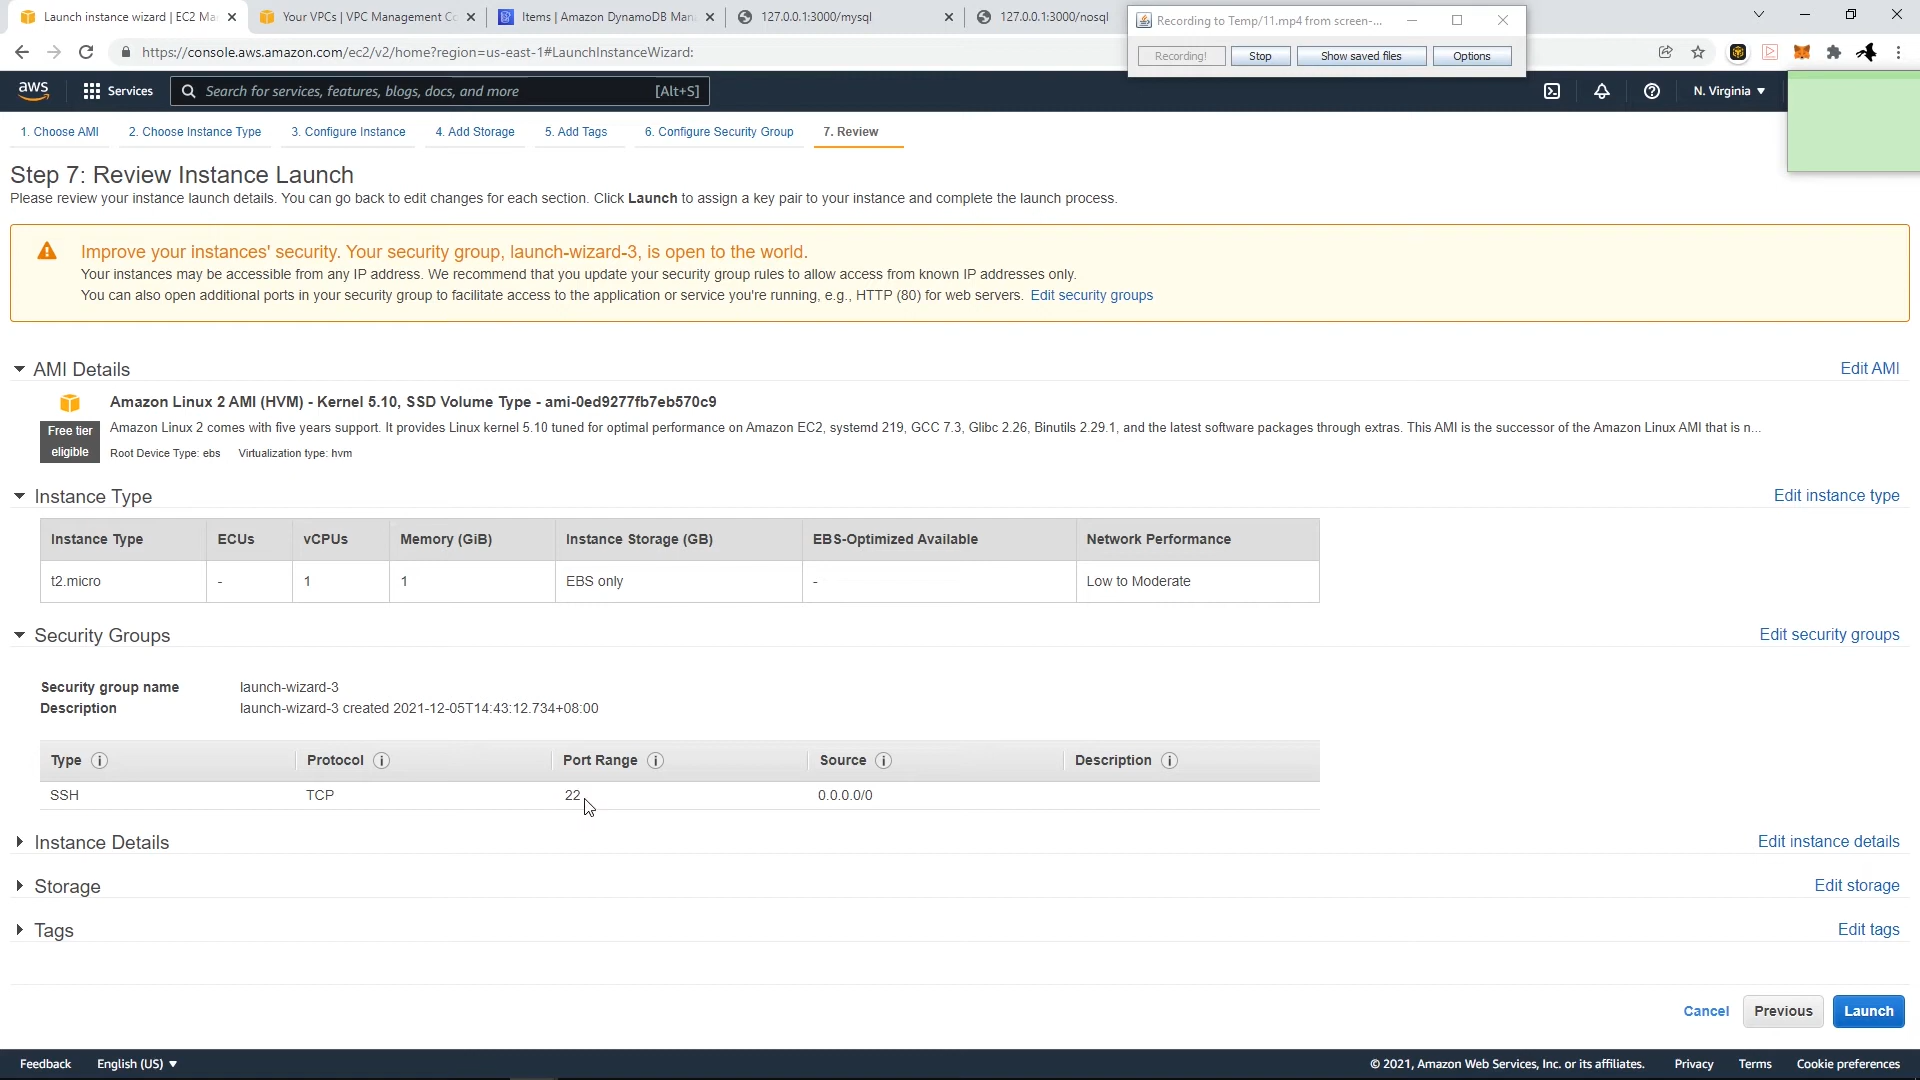 Launch instance wizard | EC2 Ma
Your VPCs | VPC Management Co
Items | Amazon DynamoDB Man
127.0.0.1:3000/mysql
127.0.0.1:3000/nosql
Recording to Temp/11.mp4 from screen-...
Recording!
Stop
Show saved files
Options
https://console.aws.amazon.com/ec2/v2/home?region=us-east-1#LaunchInstanceWizard:
aws
Services
Search for services, features, blogs, docs, and more
[Alt+S]
N. Virginia
1. Choose AMI
2. Choose Instance Type
3. Configure Instance
4. Add Storage
5. Add Tags
6. Configure Security Group
7. Review
Step 7: Review Instance Launch
Please review your instance launch details. You can go back to edit changes for each section. Click Launch to assign a key pair to your instance and complete the launch process.
Improve your instances' security. Your security group, launch-wizard-3, is open to the world.
Your instances may be accessible from any IP address. We recommend that you update your security group rules to allow access from known IP addresses only.
You can also open additional ports in your security group to facilitate access to the application or service you're running, e.g., HTTP (80) for web servers. Edit security groups
AMI Details
Edit AMI
Amazon Linux 2 AMI (HVM) - Kernel 5.10, SSD Volume Type - ami-0ed9277fb7eb570c9
Free tier
eligible
Amazon Linux 2 comes with five years support. It provides Linux kernel 5.10 tuned for optimal performance on Amazon EC2, systemd 219, GCC 7.3, Glibc 2.26, Binutils 2.29.1, and the latest software packages through extras. This AMI is the successor of the Amazon Linux AMI that is n...
Root Device Type: ebs Virtualization type: hvm
Instance Type
Edit instance type
Instance Type ECUs vCPUs Memory (GiB) Instance Storage (GB) EBS-Optimized Available Network Performance
t2.micro - 1 1 EBS only - Low to Moderate
Security Groups
Edit security groups
Security group name launch-wizard-3
Description launch-wizard-3 created 2021-12-05T14:43:12.734+08:00
Type Protocol Port Range Source Description
SSH TCP 22 0.0.0.0/0
Instance Details
Edit instance details
Storage
Edit storage
Tags
Edit tags
Cancel
Previous
Launch
Feedback
English (US)
© 2021, Amazon Web Services, Inc. or its affiliates.
Privacy
Terms
Cookie preferences